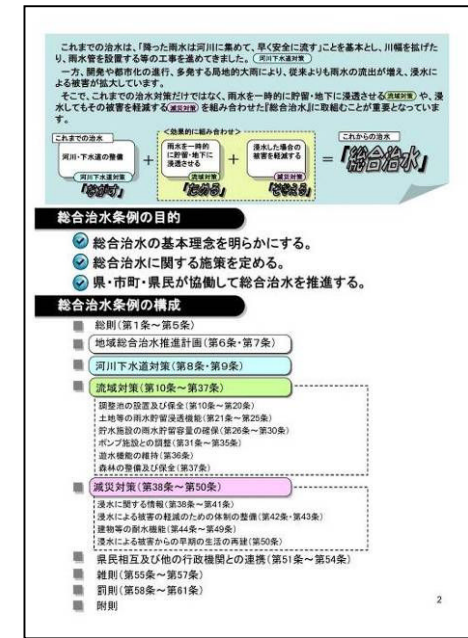 これまでの治水は、「降った雨水は河川に集めて、早く安全に流す」ことを基本とし、川幅を拡げた
り、雨水管を設置する等の工事を進めてきました。(河川下水道対策)
一方、開発や都市化の進行、多発する局地的大雨により、従来よりも雨水の流出が増え、浸水に
よる被害が拡大しています。
そこで、これまでの治水対策だけではなく、雨水を一時的に貯留・地下に浸透させる(流域対策)や、浸
水してもその被害を軽減する(減災対策)を組み合わせた『総合治水』に取組むことが重要となっていま
す。
これまでの治水
<効果的に組み合わせ>
これからの治水
河川・下水道の整備
河川下水道対策
「ながす」
+
雨水を一時的
に貯留・地下に
浸透させる
流域対策
「ためる」
+
浸水した場合の
被害を軽減する
減災対策
「そなえる」
=
「総合治水」
総合治水条例の目的
総合治水の基本理念を明らかにする。
総合治水に関する施策を定める。
県・市町・県民が協働して総合治水を推進する。
総合治水条例の構成
総則(第1条～第5条)
地域総合治水推進計画(第6条・第7条)
河川下水道対策(第8条・第9条)
流域対策(第10条～第37条)
調整池の設置及び保全(第10条～第20条)
土地等の雨水貯留浸透機能(第21条～第25条)
貯水施設の雨水貯留容量の確保(第26条～第30条)
ポンプ施設との調整(第31条～第35条)
遊水機能の維持(第36条)
森林の整備及び保全(第37条)
減災対策(第38条～第50条)
浸水に関する情報(第38条～第41条)
浸水による被害の軽減のための体制の整備(第42条・第43条)
建物等の耐水機能(第44条～第49条)
浸水による被害からの早期の生活の再建(第50条)
県民相互及び他の行政機関との連携(第51条～第54条)
雑則(第55条～第57条)
罰則(第58条～第61条)
附則
2